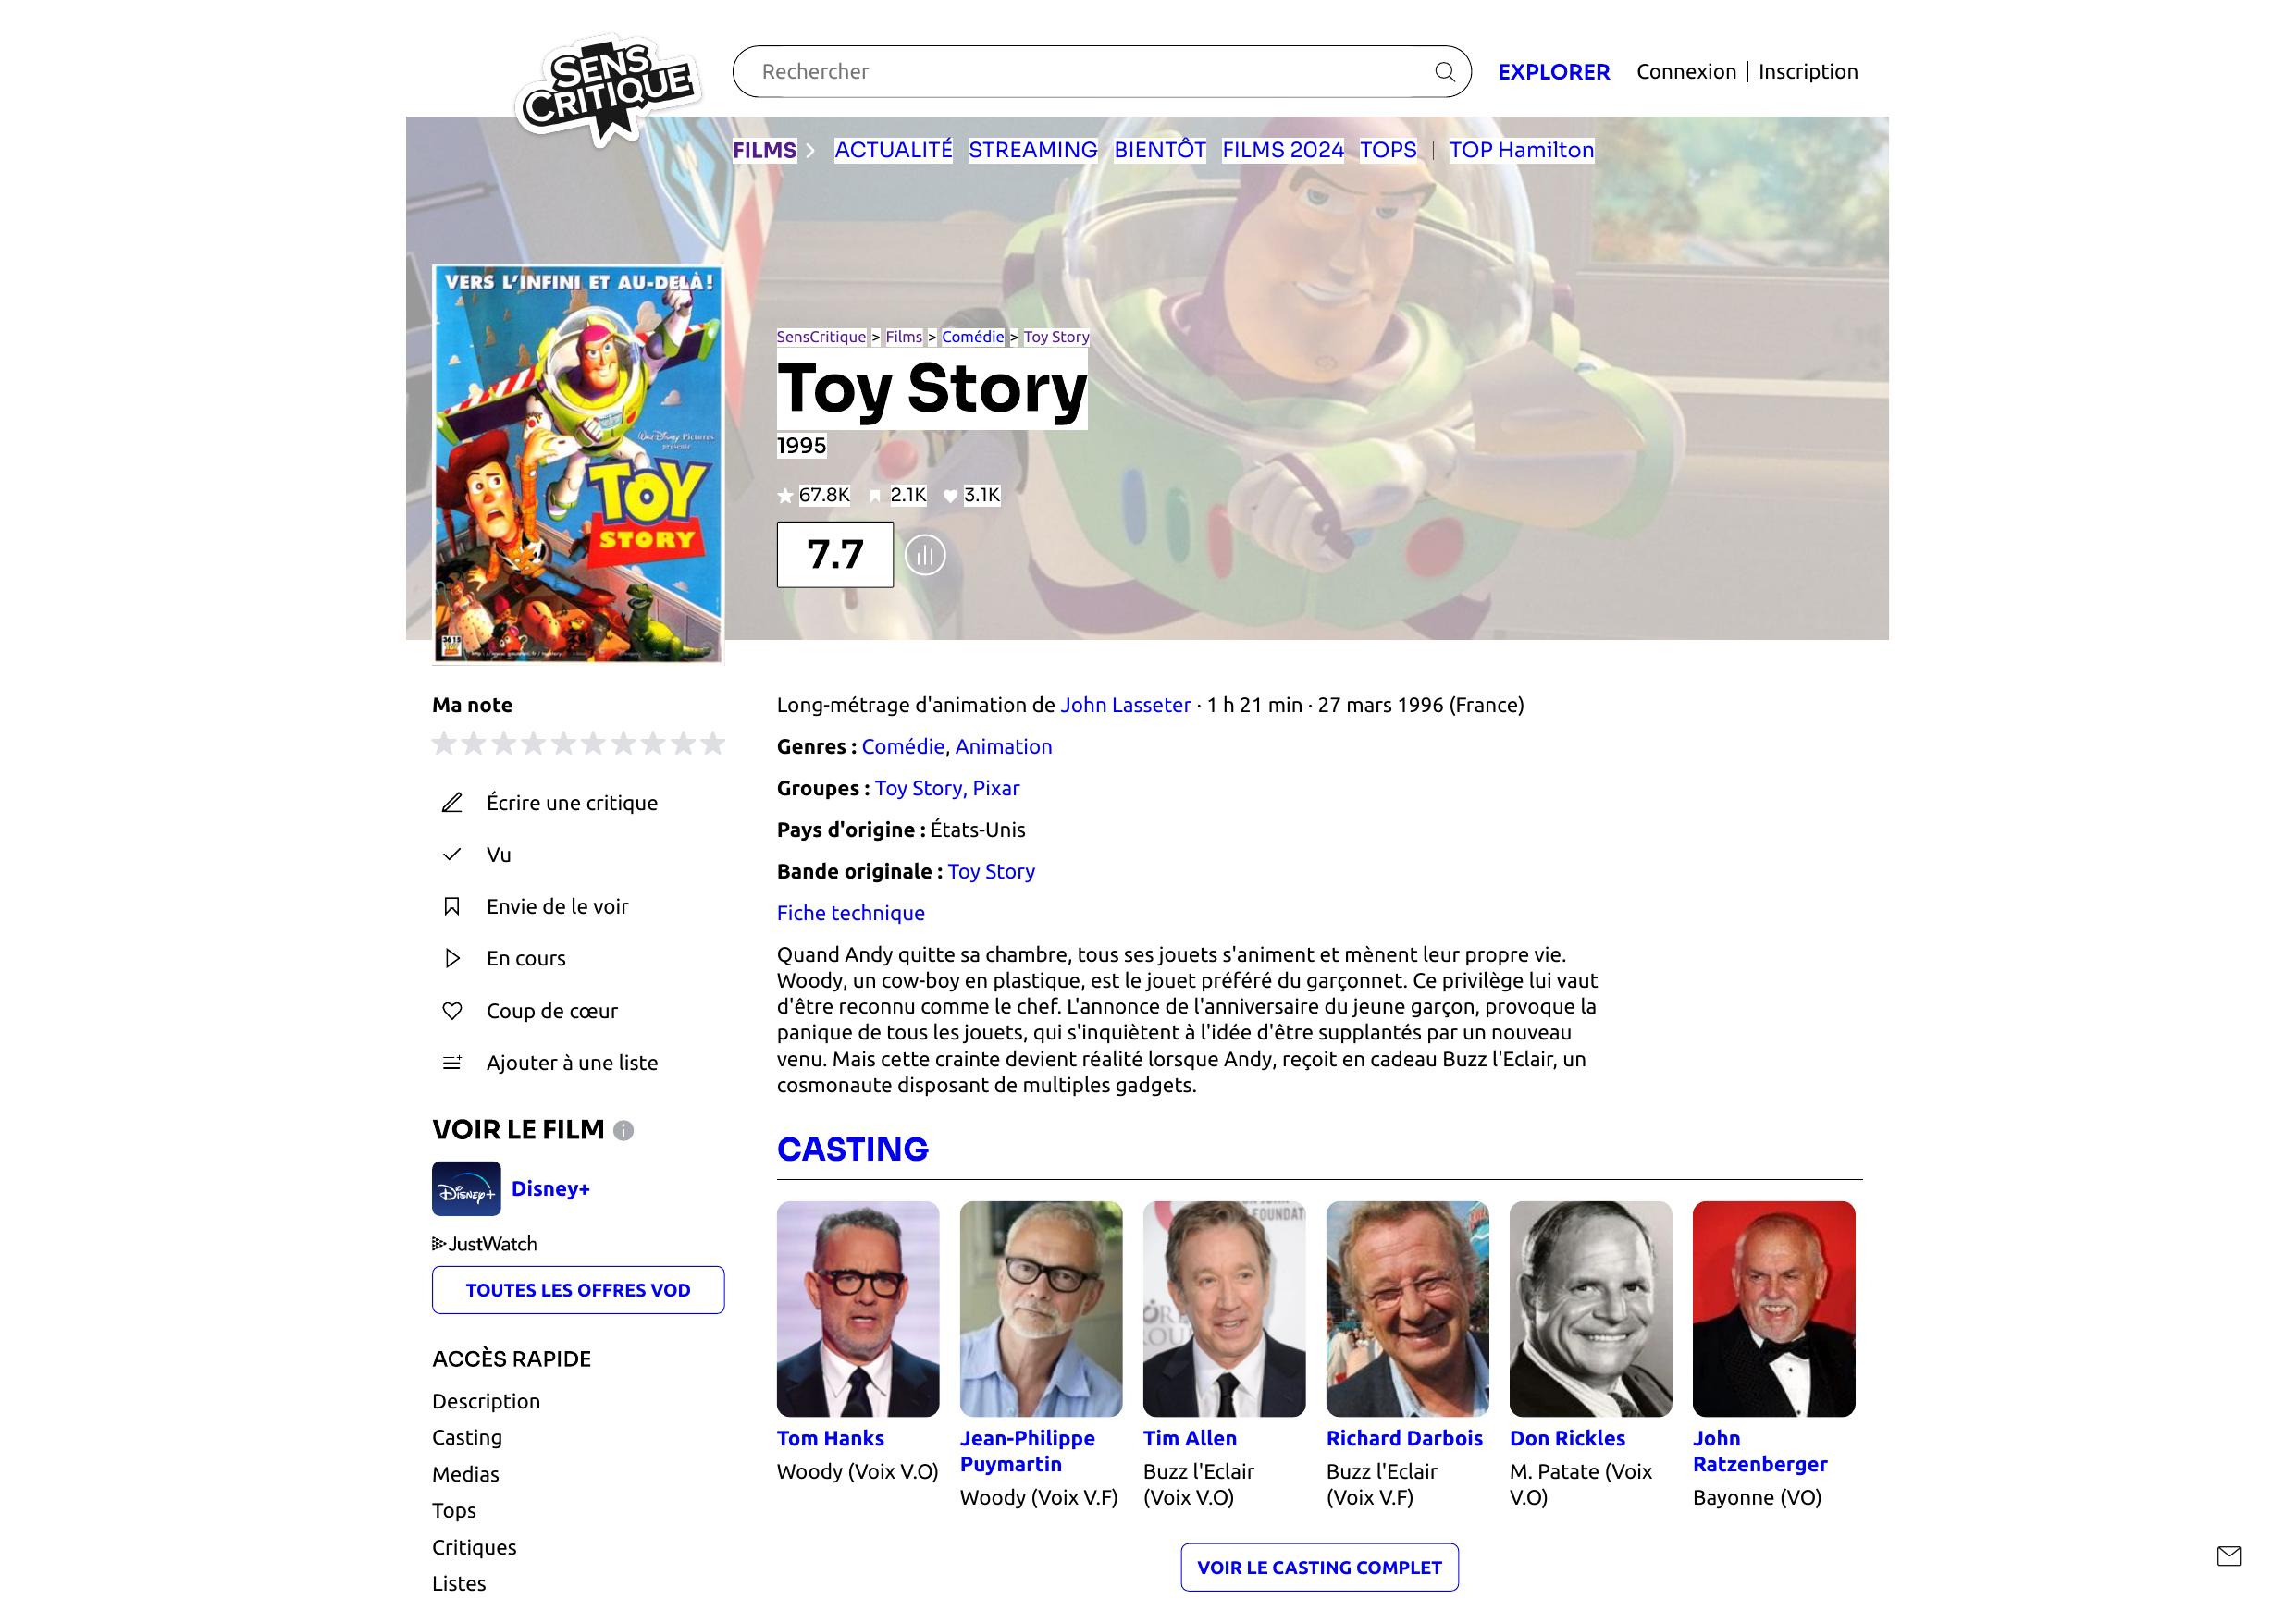 SENS
CRITIQUE
Rechercher
EXPLORER
Connexion | Inscription
FILMS
ACTUALITÉ
STREAMING
BIENTÔT
FILMS 2024
TOPS | TOP Hamilton
VERS L'INFINI ET AU-DELÀ!
Walt Disney Pictures
présente
TOY
STORY
3615
SensCritique > Films > Comédie > Toy Story
Toy Story
1995
67.8K 2.1K 3.1K
7.7
Ma note
Écrire une critique
Vu
Envie de le voir
En cours
Coup de cœur
Ajouter à une liste
VOIR LE FILM
Disney+
Disney+
JustWatch
TOUTES LES OFFRES VOD
ACCÈS RAPIDE
Description
Casting
Medias
Tops
Critiques
Listes
Long-métrage d'animation de John Lasseter · 1 h 21 min · 27 mars 1996 (France)
Genres : Comédie, Animation
Groupes : Toy Story, Pixar
Pays d'origine : États-Unis
Bande originale : Toy Story
Fiche technique
Quand Andy quitte sa chambre, tous ses jouets s'animent et mènent leur propre vie.
Woody, un cow-boy en plastique, est le jouet préféré du garçonnet. Ce privilège lui vaut
d'être reconnu comme le chef. L'annonce de l'anniversaire du jeune garçon, provoque la
panique de tous les jouets, qui s'inquiètent à l'idée d'être supplantés par un nouveau
venu. Mais cette crainte devient réalité lorsque Andy, reçoit en cadeau Buzz l'Eclair, un
cosmonaute disposant de multiples gadgets.
CASTING
FOUNDAT
Tom Hanks
Woody (Voix V.O)
Jean-Philippe
Puymartin
Woody (Voix V.F)
Tim Allen
Buzz l'Eclair
(Voix V.O)
Richard Darbois
Buzz l'Eclair
(Voix V.F)
Don Rickles
M. Patate (Voix
V.O)
John
Ratzenberger
Bayonne (VO)
VOIR LE CASTING COMPLET